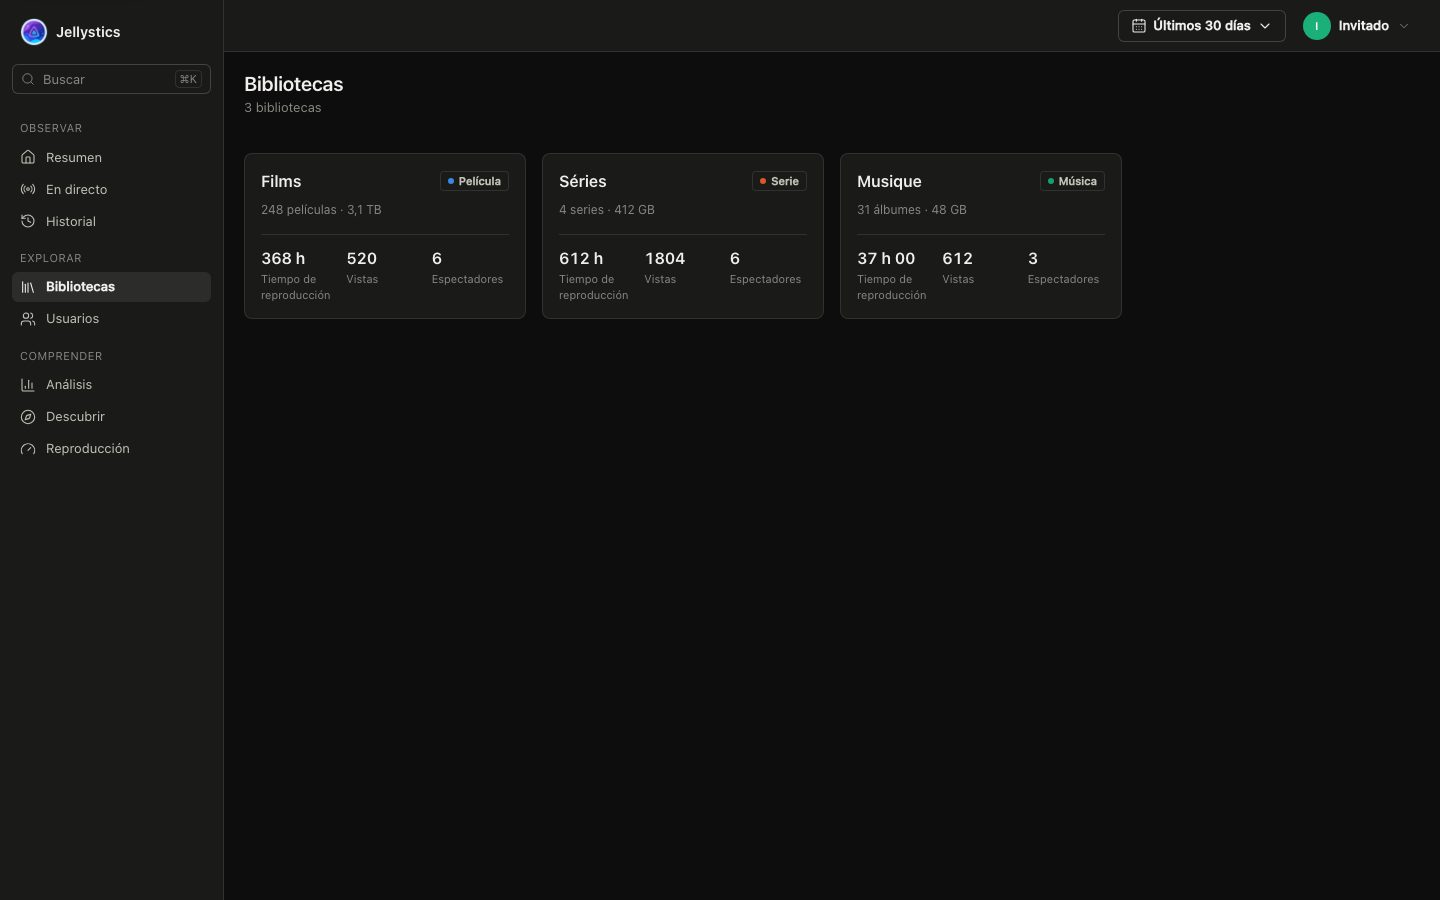 Jellystics
Buscar ⌘K
OBSERVAR
Resumen
En directo
Historial
EXPLORAR
Bibliotecas
Usuarios
COMPRENDER
Análisis
Descubrir
Reproducción
Últimos 30 días
I Invitado
Bibliotecas
3 bibliotecas
Films Película
248 películas · 3,1 TB
368 h 520 6
Tiempo de reproducción Vistas Espectadores
Séries Serie
4 series · 412 GB
612 h 1804 6
Tiempo de reproducción Vistas Espectadores
Musique Música
31 álbumes · 48 GB
37 h 00 612 3
Tiempo de reproducción Vistas Espectadores